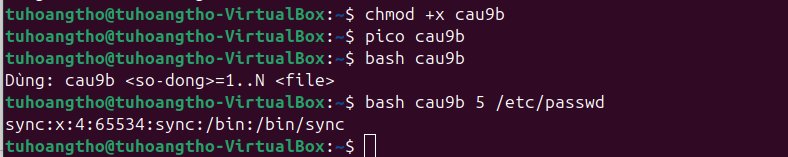 tuhoangtho@tuhoangtho-VirtualBox:~$ chmod +x cau9b
tuhoangtho@tuhoangtho-VirtualBox:~$ pico cau9b
tuhoangtho@tuhoangtho-VirtualBox:~$ bash cau9b
Dùng: cau9b <so-dong>=1..N <file>
tuhoangtho@tuhoangtho-VirtualBox:~$ bash cau9b 5 /etc/passwd
sync:x:4:65534:sync:/bin:/bin/sync
tuhoangtho@tuhoangtho-VirtualBox:~$